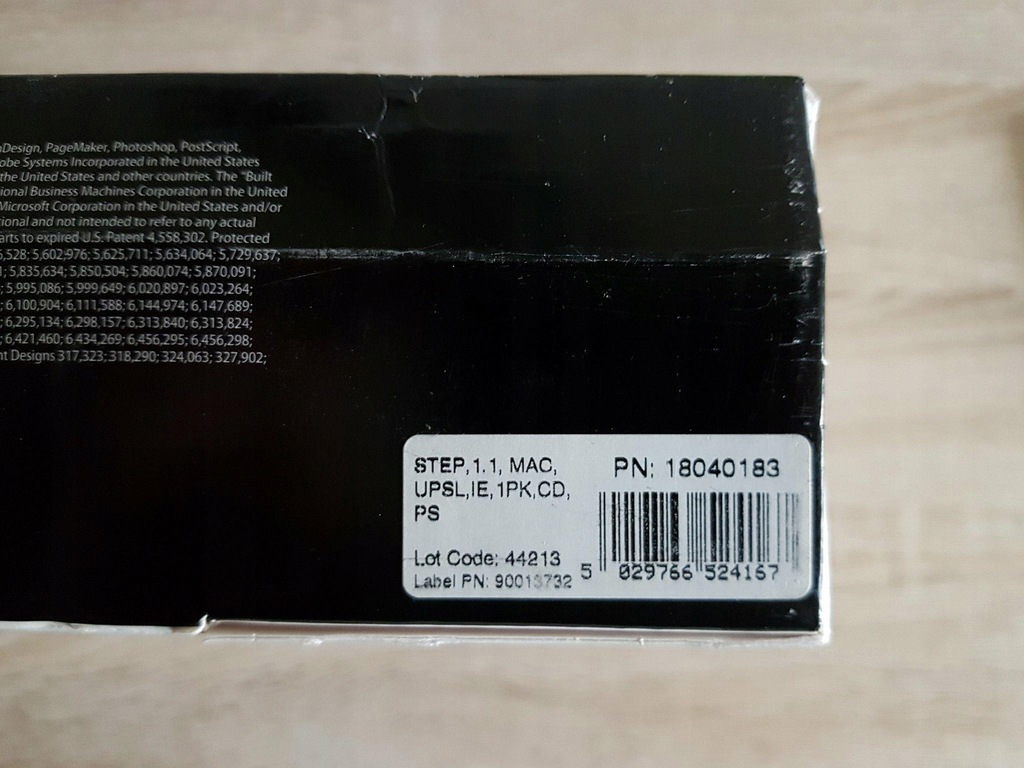 nDesign, PageMaker, Photoshop, PostScript,
obe Systems Incorporated in the United States
the United States and other countries. The "Built
ional Business Machines Corporation in the United
Microsoft Corporation in the United States and/or
tional and not intended to refer to any actual
arts to expired U.S. Patent 4,558,302. Protected
5,528; 5,602,976; 5,625,711; 5,634,064; 5,729,637;
; 5,835,634; 5,850,504; 5,860,074; 5,870,091;
; 5,995,086; 5,999,649; 6,020,897; 6,023,264;
; 6,100,904; 6,111,588; 6,144,974; 6,147,689;
; 6,295,134; 6,298,157; 6,313,840; 6,313,824;
; 6,421,460; 6,434,269; 6,456,295; 6,456,298;
nt Designs 317,323; 318,290; 324,063; 327,902;
STEP,1.1, MAC,
UPSL,IE,1PK,CD,
PS
PN: 18040183
Lot Code: 44213
Label PN: 90013732
5 029766 524167